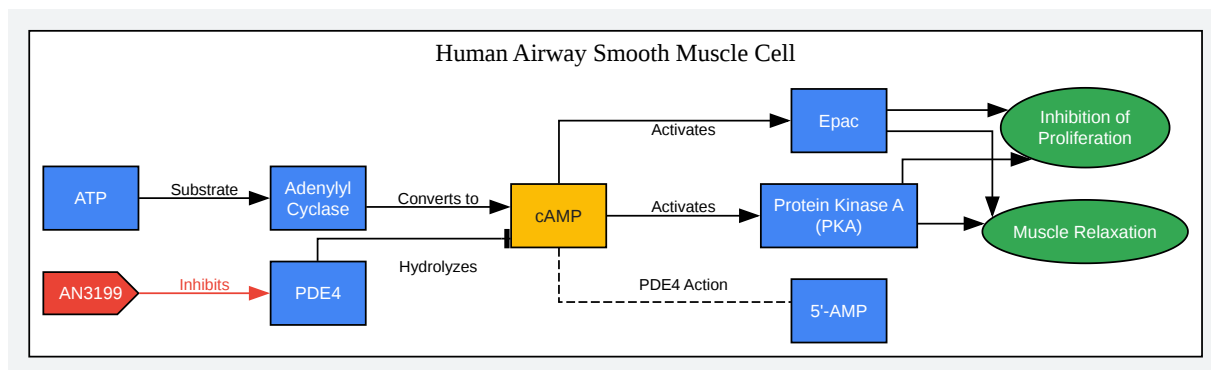 Human Airway Smooth Muscle Cell
ATP
Substrate
Adenylyl
Cyclase
Converts to
cAMP
Activates
Epac
Inhibition of
Proliferation
Activates
Protein Kinase A
(PKA)
Muscle Relaxation
AN3199
Inhibits
PDE4
Hydrolyzes
PDE4 Action
5'-AMP